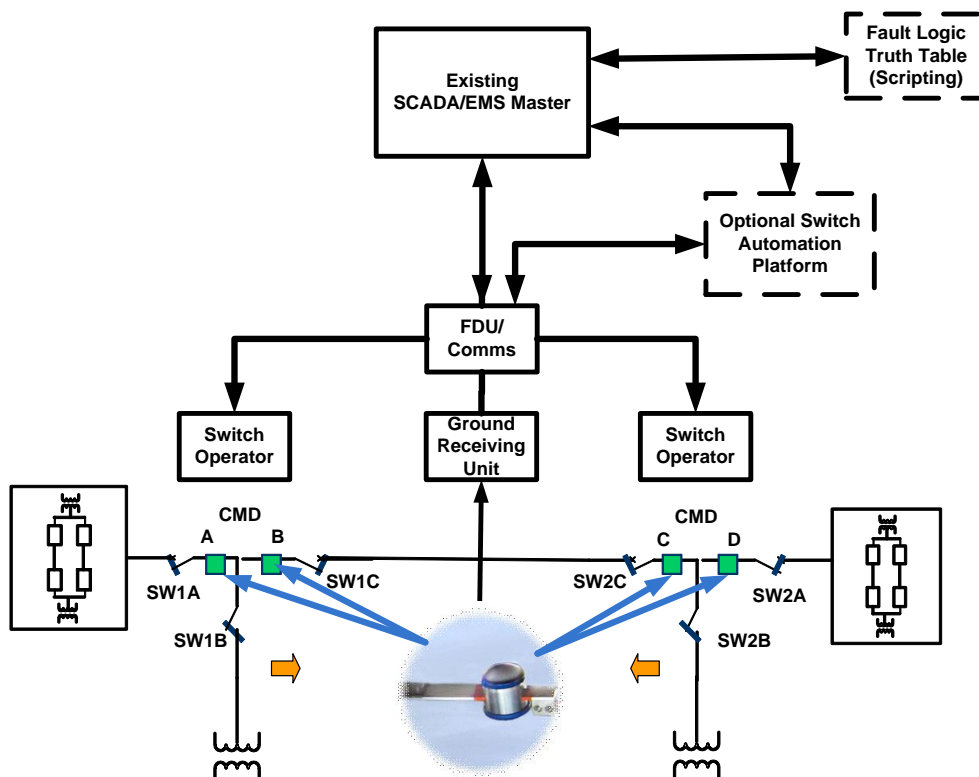 Fault Logic
Truth Table
(Scripting)
Existing
SCADA/EMS Master
Optional Switch
Automation
Platform
FDU/
Comms
Switch
Operator
Ground
Receiving
Unit
Switch
Operator
CMD
A
B
CMD
C
D
SW1A
SW1C
SW2C
SW2A
SW1B
SW2B